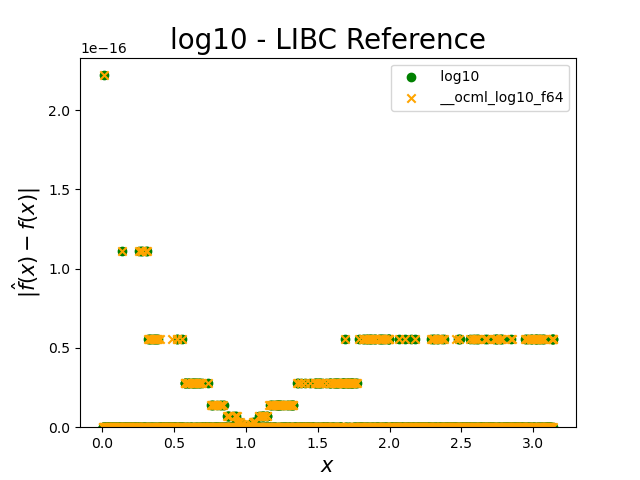 log10 - LIBC Reference
1e−16
log10
__ocml_log10_f64
2.0
1.5
1.0
0.5
0.0
|f̂(x) − f(x)|
0.0 0.5 1.0 1.5 2.0 2.5 3.0
x